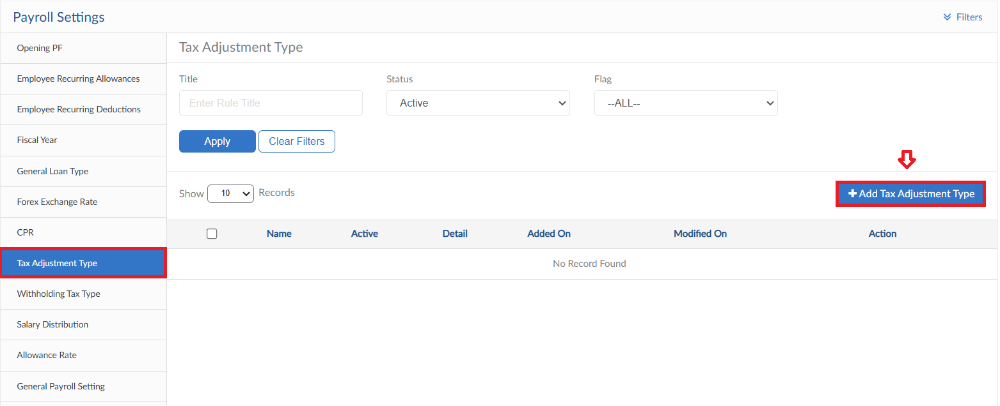 Payroll Settings
Filters
Opening PF
Employee Recurring Allowances
Employee Recurring Deductions
Fiscal Year
General Loan Type
Forex Exchange Rate
CPR
Tax Adjustment Type
Withholding Tax Type
Salary Distribution
Allowance Rate
General Payroll Setting
Tax Adjustment Type
Title Status Flag
Enter Rule Title Active --ALL--
Apply Clear Filters
Show 10 Records
+ Add Tax Adjustment Type
Name Active Detail Added On Modified On Action
No Record Found